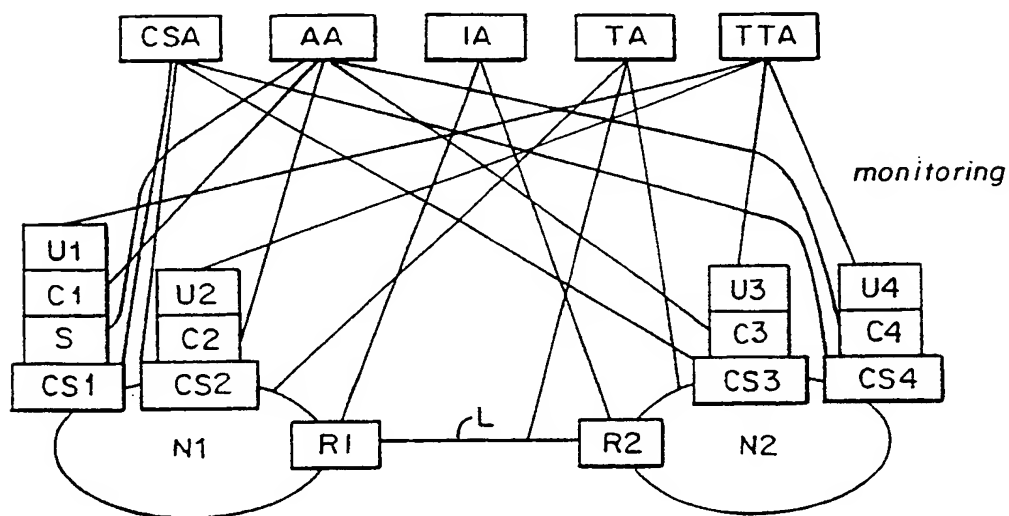 CSA AA IA TA TTA
monitoring
U1
C1 U2 U3 U4
S C2 C3 C4
CS1 CS2 CS3 CS4
L
N1 R1 R2 N2